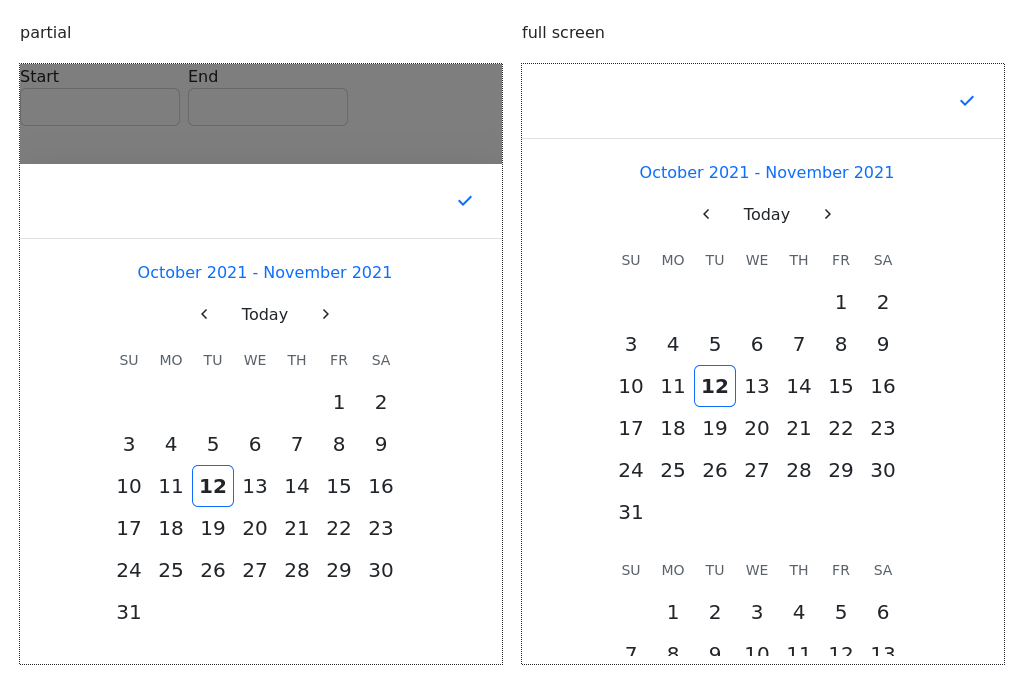 partial
Start End
October 2021 - November 2021
Today
SU MO TU WE TH FR SA
1 2
3 4 5 6 7 8 9
10 11 12 13 14 15 16
17 18 19 20 21 22 23
24 25 26 27 28 29 30
31
full screen
October 2021 - November 2021
Today
SU MO TU WE TH FR SA
1 2
3 4 5 6 7 8 9
10 11 12 13 14 15 16
17 18 19 20 21 22 23
24 25 26 27 28 29 30
31
SU MO TU WE TH FR SA
1 2 3 4 5 6
7 8 9 10 11 12 13